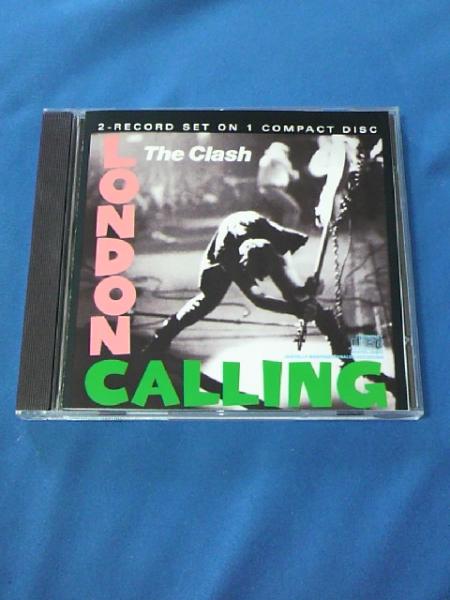 2-RECORD SET ON 1 COMPACT DISC
The Clash
LONDON
CALLING